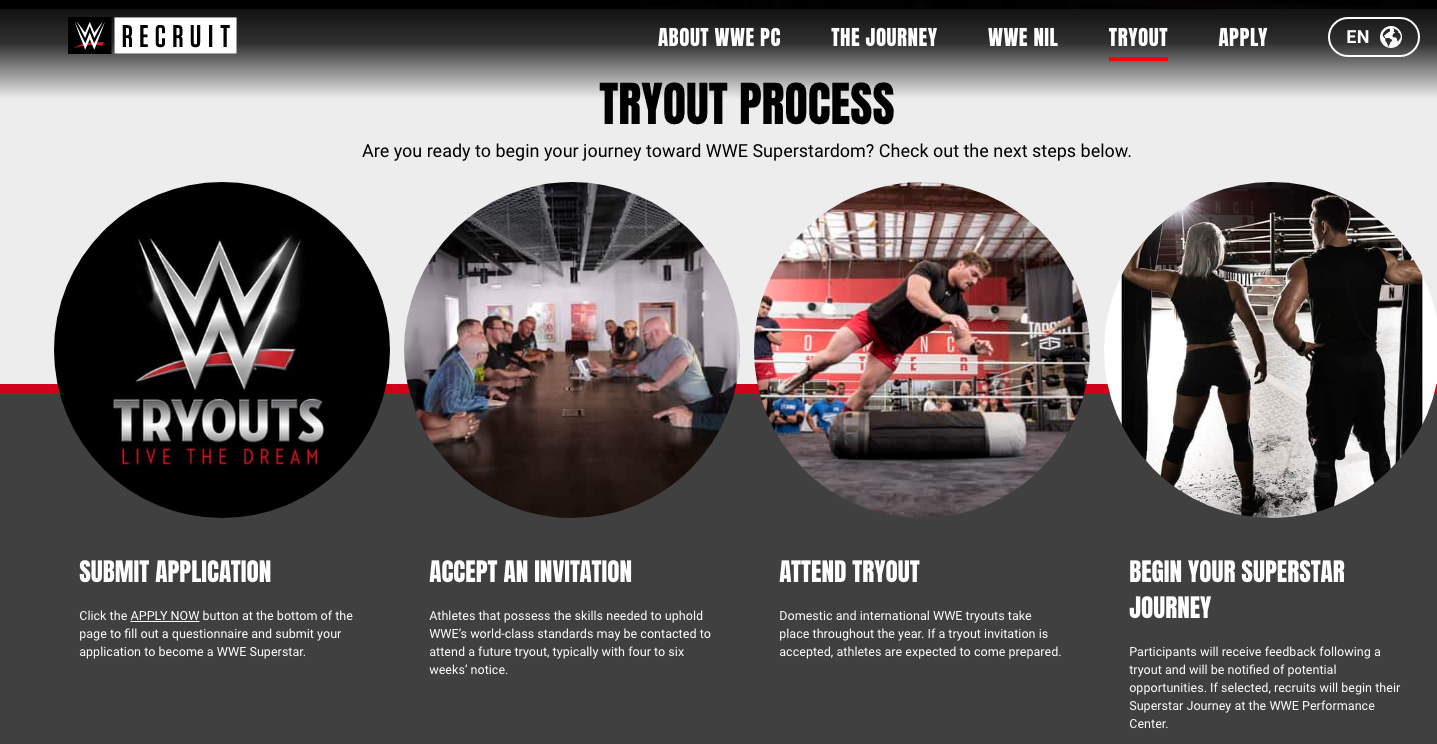 W RECRUIT
ABOUT WWE PC
THE JOURNEY
WWE NIL
TRYOUT
APPLY
EN
TRYOUT PROCESS
Are you ready to begin your journey toward WWE Superstardom? Check out the next steps below.
W
TRYOUTS
LIVE THE DREAM
SUBMIT APPLICATION
Click the APPLY NOW button at the bottom of the
page to fill out a questionnaire and submit your
application to become a WWE Superstar.
ACCEPT AN INVITATION
Athletes that possess the skills needed to uphold
WWE’s world-class standards may be contacted to
attend a future tryout, typically with four to six
weeks’ notice.
ATTEND TRYOUT
Domestic and international WWE tryouts take
place throughout the year. If a tryout invitation is
accepted, athletes are expected to come prepared.
BEGIN YOUR SUPERSTAR
JOURNEY
Participants will receive feedback following a
tryout and will be notified of potential
opportunities. If selected, recruits will begin their
Superstar Journey at the WWE Performance
Center.